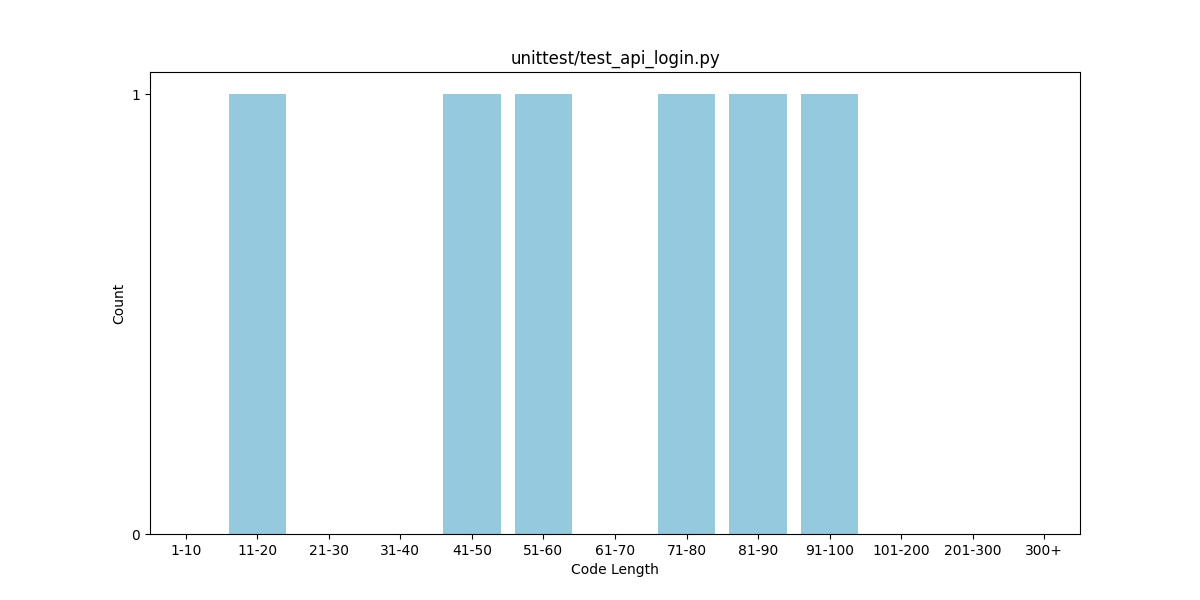 unittest/test_api_login.py
1
Count
0
1-10 11-20 21-30 31-40 41-50 51-60 61-70 71-80 81-90 91-100 101-200 201-300 300+
Code Length